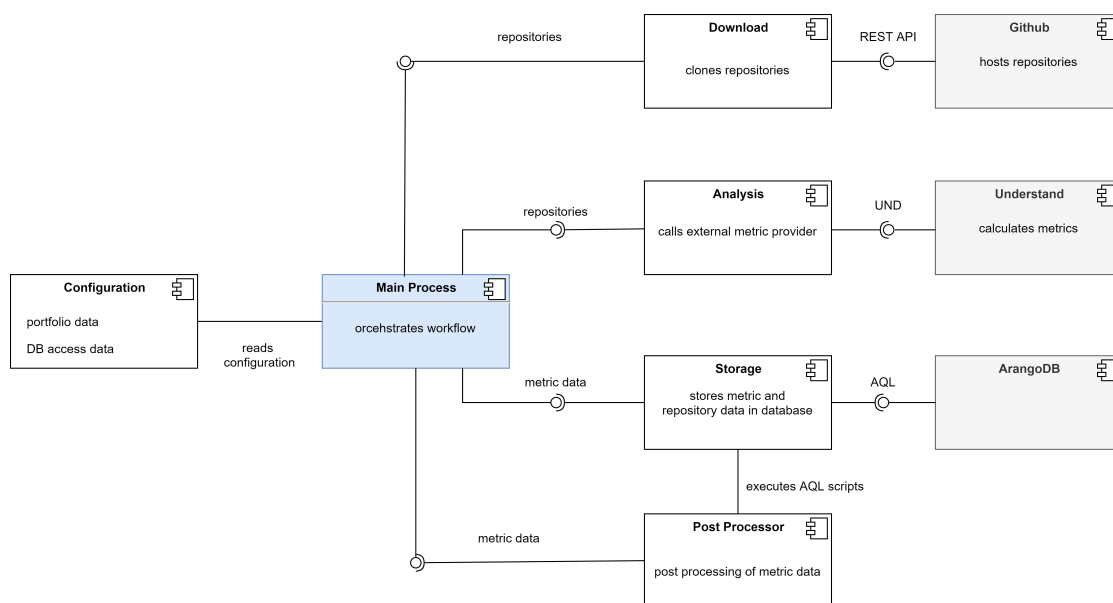 repositories
Download
clones repositories
REST API
Github
hosts repositories
repositories
Analysis
calls external metric provider
UND
Understand
calculates metrics
Configuration
portfolio data
DB access data
reads
configuration
Main Process
orcehstrates workflow
metric data
Storage
stores metric and
repository data in database
AQL
ArangoDB
executes AQL scripts
metric data
Post Processor
post processing of metric data